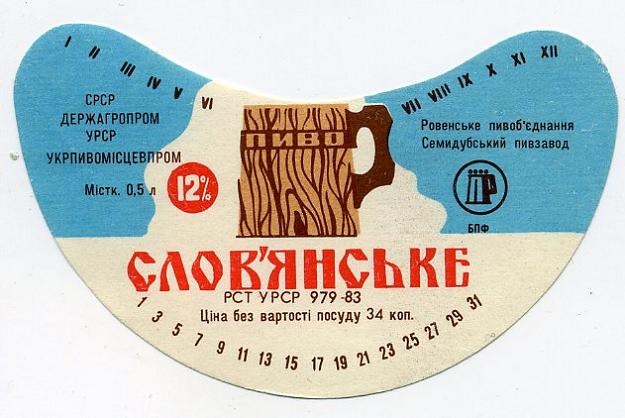 I II III IV V VI
VII VIII IX X XI XII
СРСР
ДЕРЖАГРОПРОМ
УРСР
УКРПИВОМІСЦЕВПРОМ
Містк. 0,5 л
12%
ПИВО
Ровенське пивоб'єднання
Семидубський пивзавод
БПФ
СЛОВ'ЯНСЬКЕ
РСТ УРСР 979-83
Ціна без вартості посуду 34 коп.
1 3 5 7 9 11 13 15 17 19 21 23 25 27 29 31